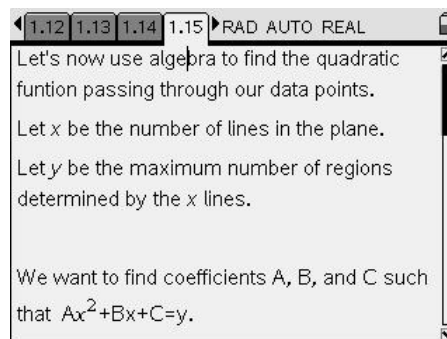 1.12 1.13 1.14 1.15 RAD AUTO REAL
Let's now use algebra to find the quadratic
funtion passing through our data points.
Let x be the number of lines in the plane.
Let y be the maximum number of regions
determined by the x lines.
We want to find coefficients A, B, and C such
that Ax²+Bx+C=y.